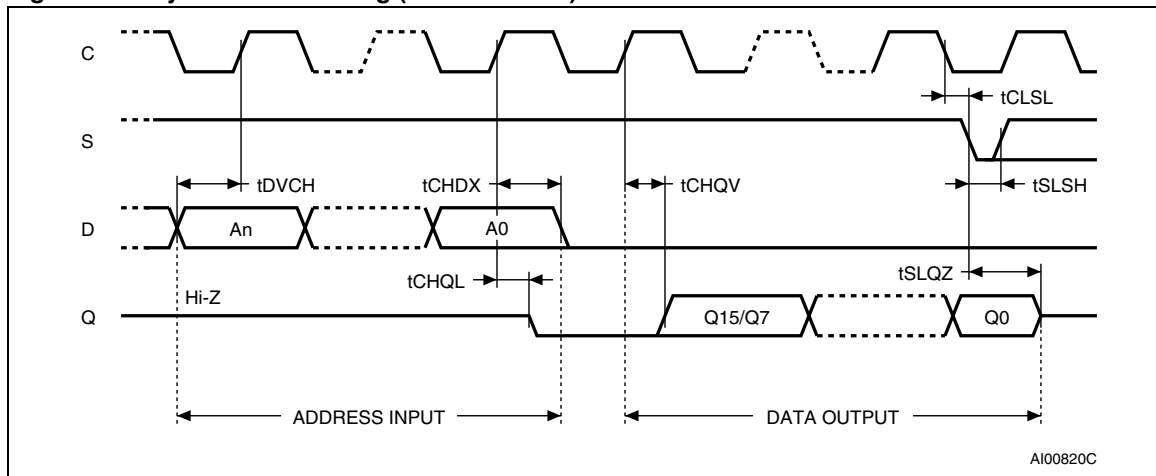 C
tCLSL
S
tDVCH
tCHDX
tCHQV
tSLSH
D
An
A0
tCHQL
tSLQZ
Hi-Z
Q
Q15/Q7
Q0
ADDRESS INPUT
DATA OUTPUT
AI00820C